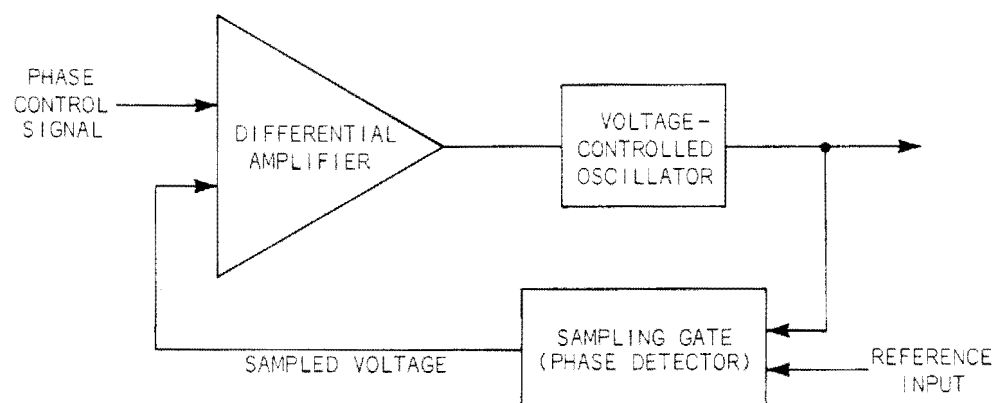 PHASE
CONTROL
SIGNAL
DIFFERENTIAL
AMPLIFIER
VOLTAGE-
CONTROLLED
OSCILLATOR
SAMPLING GATE
(PHASE DETECTOR)
SAMPLED VOLTAGE
REFERENCE
INPUT